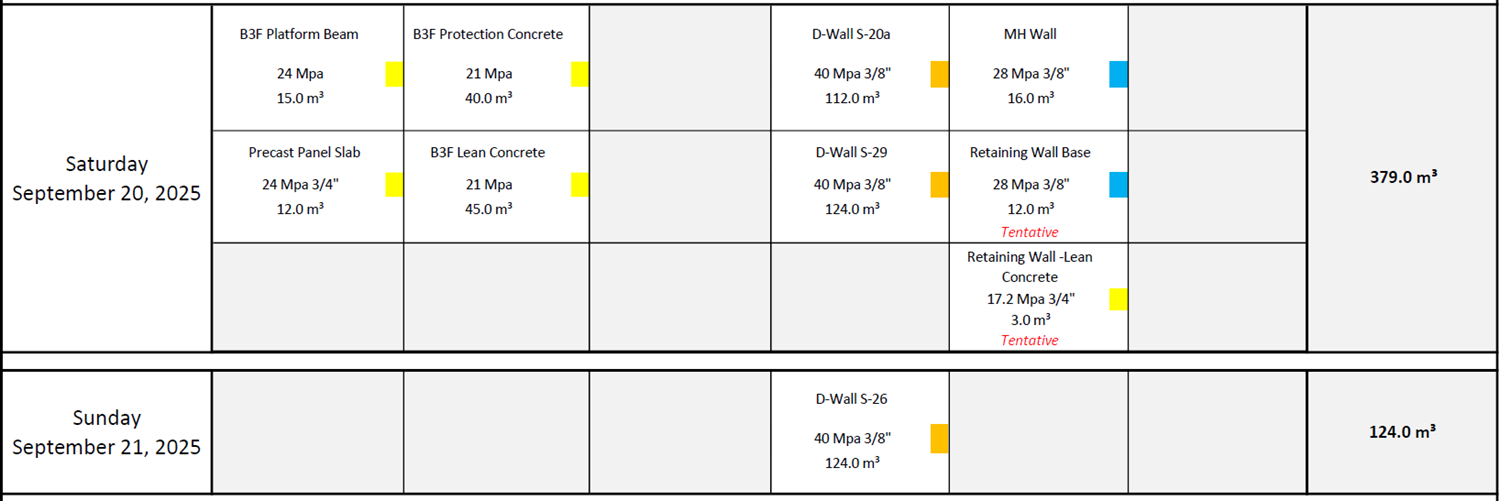 Saturday
September 20, 2025
B3F Platform Beam
24 Mpa
15.0 m³
B3F Protection Concrete
21 Mpa
40.0 m³
D-Wall S-20a
40 Mpa 3/8"
112.0 m³
MH Wall
28 MPa 3/8"
16.0 m³
Precast Panel Slab
24 Mpa 3/4"
12.0 m³
B3F Lean Concrete
21 Mpa
45.0 m³
D-Wall S-29
40 Mpa 3/8"
124.0 m³
Retaining Wall Base
28 MPa 3/8"
12.0 m³
Tentative
Retaining Wall -Lean
Concrete
17.2 Mpa 3/4"
3.0 m³
Tentative
379.0 m³
Sunday
September 21, 2025
D-Wall S-26
40 Mpa 3/8"
124.0 m³
124.0 m³